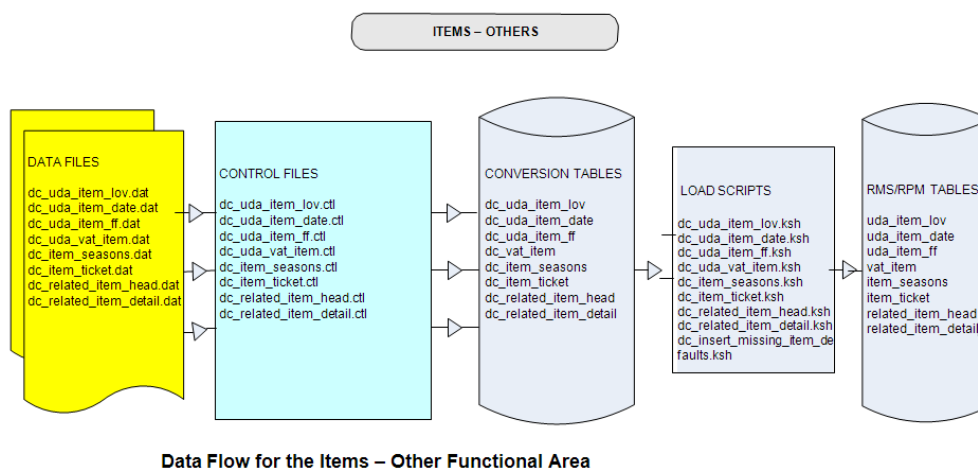 ITEMS – OTHERS
DATA FILES
dc_uda_item_lov.dat
dc_uda_item_date.dat
dc_uda_item_ff.dat
dc_uda_vat_item.dat
dc_item_seasons.dat
dc_item_ticket.dat
dc_related_item_head.dat
dc_related_item_detail.dat
CONTROL FILES
dc_uda_item_lov.ctl
dc_uda_item_date.ctl
dc_uda_item_ff.ctl
dc_uda_vat_item.ctl
dc_item_seasons.ctl
dc_item_ticket.ctl
dc_related_item_head.ctl
dc_related_item_detail.ctl
CONVERSION TABLES
dc_uda_item_lov
dc_uda_item_date
dc_uda_item_ff
dc_vat_item
dc_item_seasons
dc_item_ticket
dc_related_item_head
dc_related_item_detail
LOAD SCRIPTS
dc_uda_item_lov.ksh
dc_uda_item_date.ksh
dc_uda_item_ff.ksh
dc_uda_vat_item.ksh
dc_item_seasons.ksh
dc_item_ticket.ksh
dc_related_item_head.ksh
dc_related_item_detail.ksh
dc_insert_missing_item_de
faults.ksh
RMS/RPM TABLES
uda_item_lov
uda_item_date
uda_item_ff
vat_item
item_seasons
item_ticket
related_item_head
related_item_detail
Data Flow for the Items – Other Functional Area